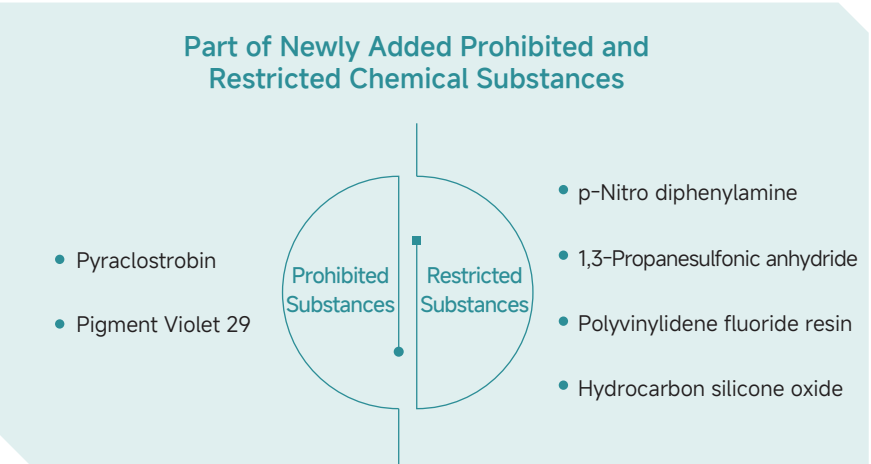 Part of Newly Added Prohibited and
Restricted Chemical Substances
Pyraclostrobin
Pigment Violet 29
Prohibited
Substances
Restricted
Substances
p-Nitro diphenylamine
1,3-Propanesulfonic anhydride
Polyvinylidene fluoride resin
Hydrocarbon silicone oxide